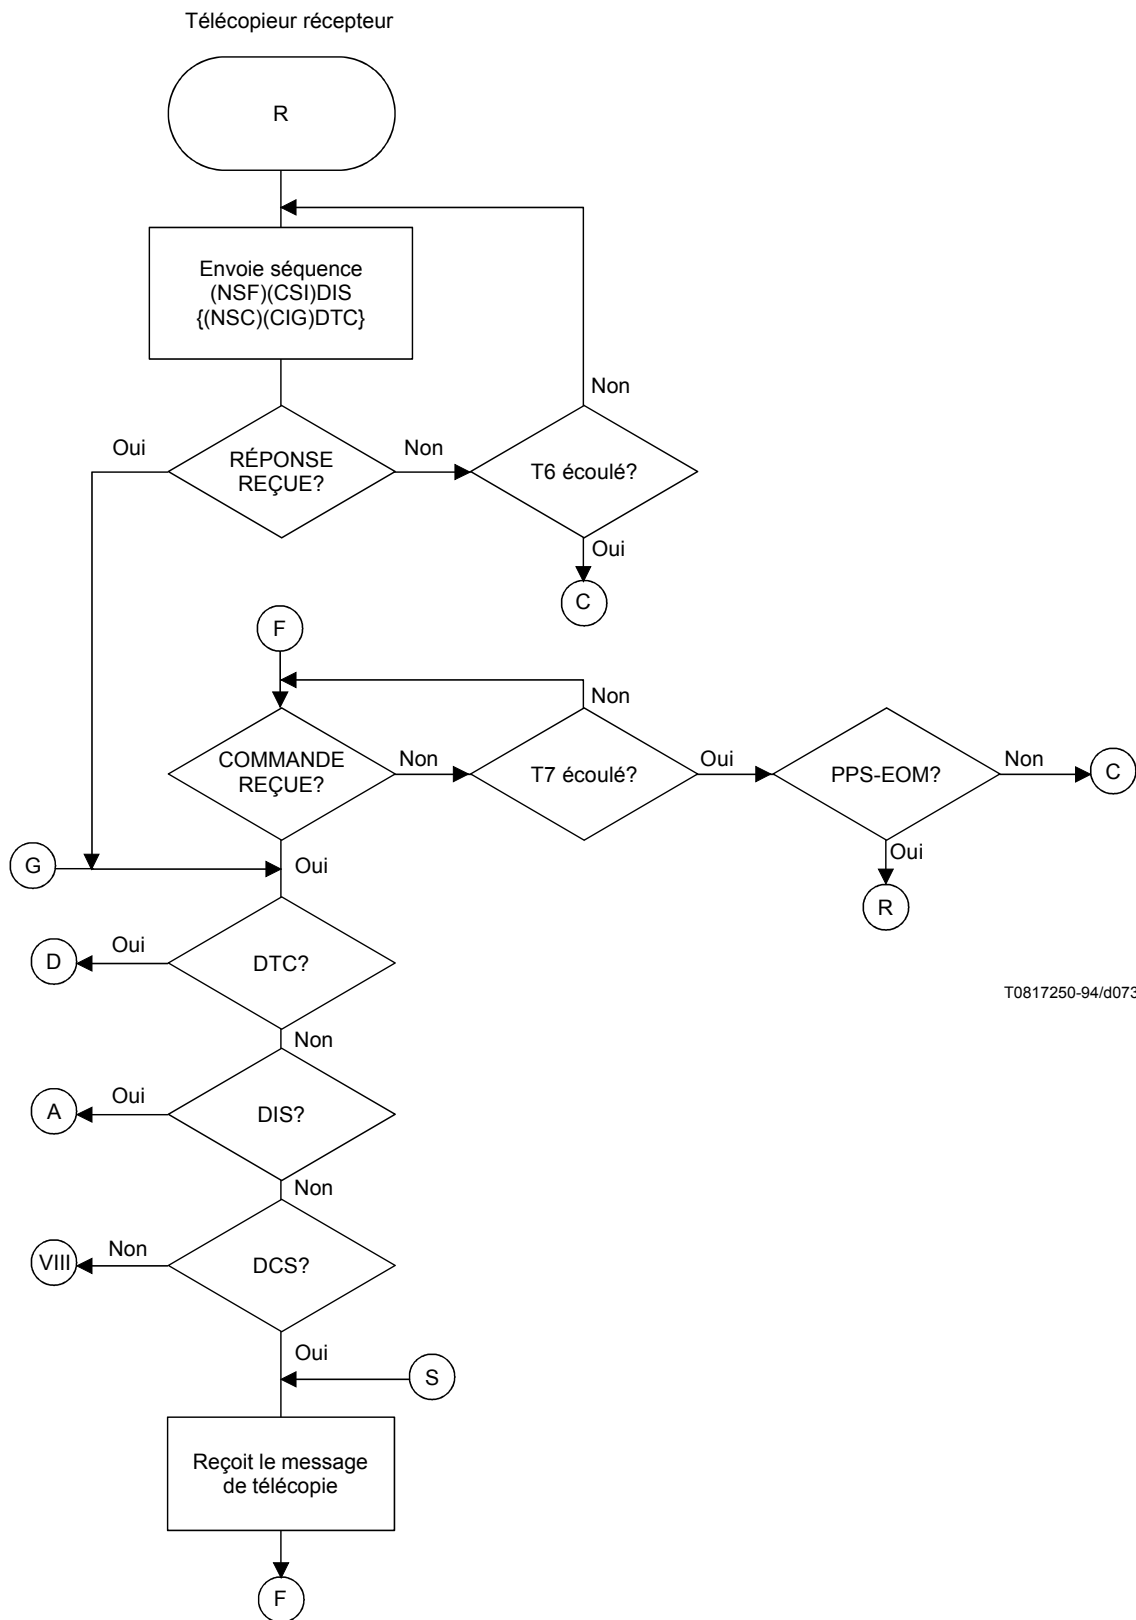 Télécopieur récepteur
R
Envoie séquence
(NSF)(CSI)DIS
{(NSC)(CIG)DTC}
Non
Oui
RÉPONSE
REÇUE?
Non
T6 écoulé?
Oui
C
F
Non
COMMANDE
REÇUE?
Non
T7 écoulé?
Oui
PPS-EOM?
Non
C
G
Oui
Oui
R
Oui
D
DTC?
T0817250-94/d073
Non
Oui
A
DIS?
Non
Non
VIII
DCS?
Oui
S
Reçoit le message
de télécopie
F